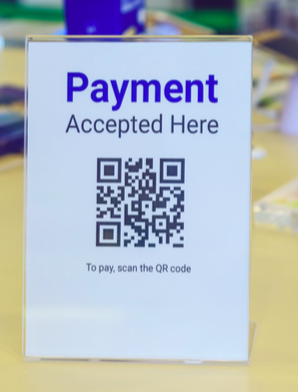 Payment
Accepted Here
To pay, scan the QR code